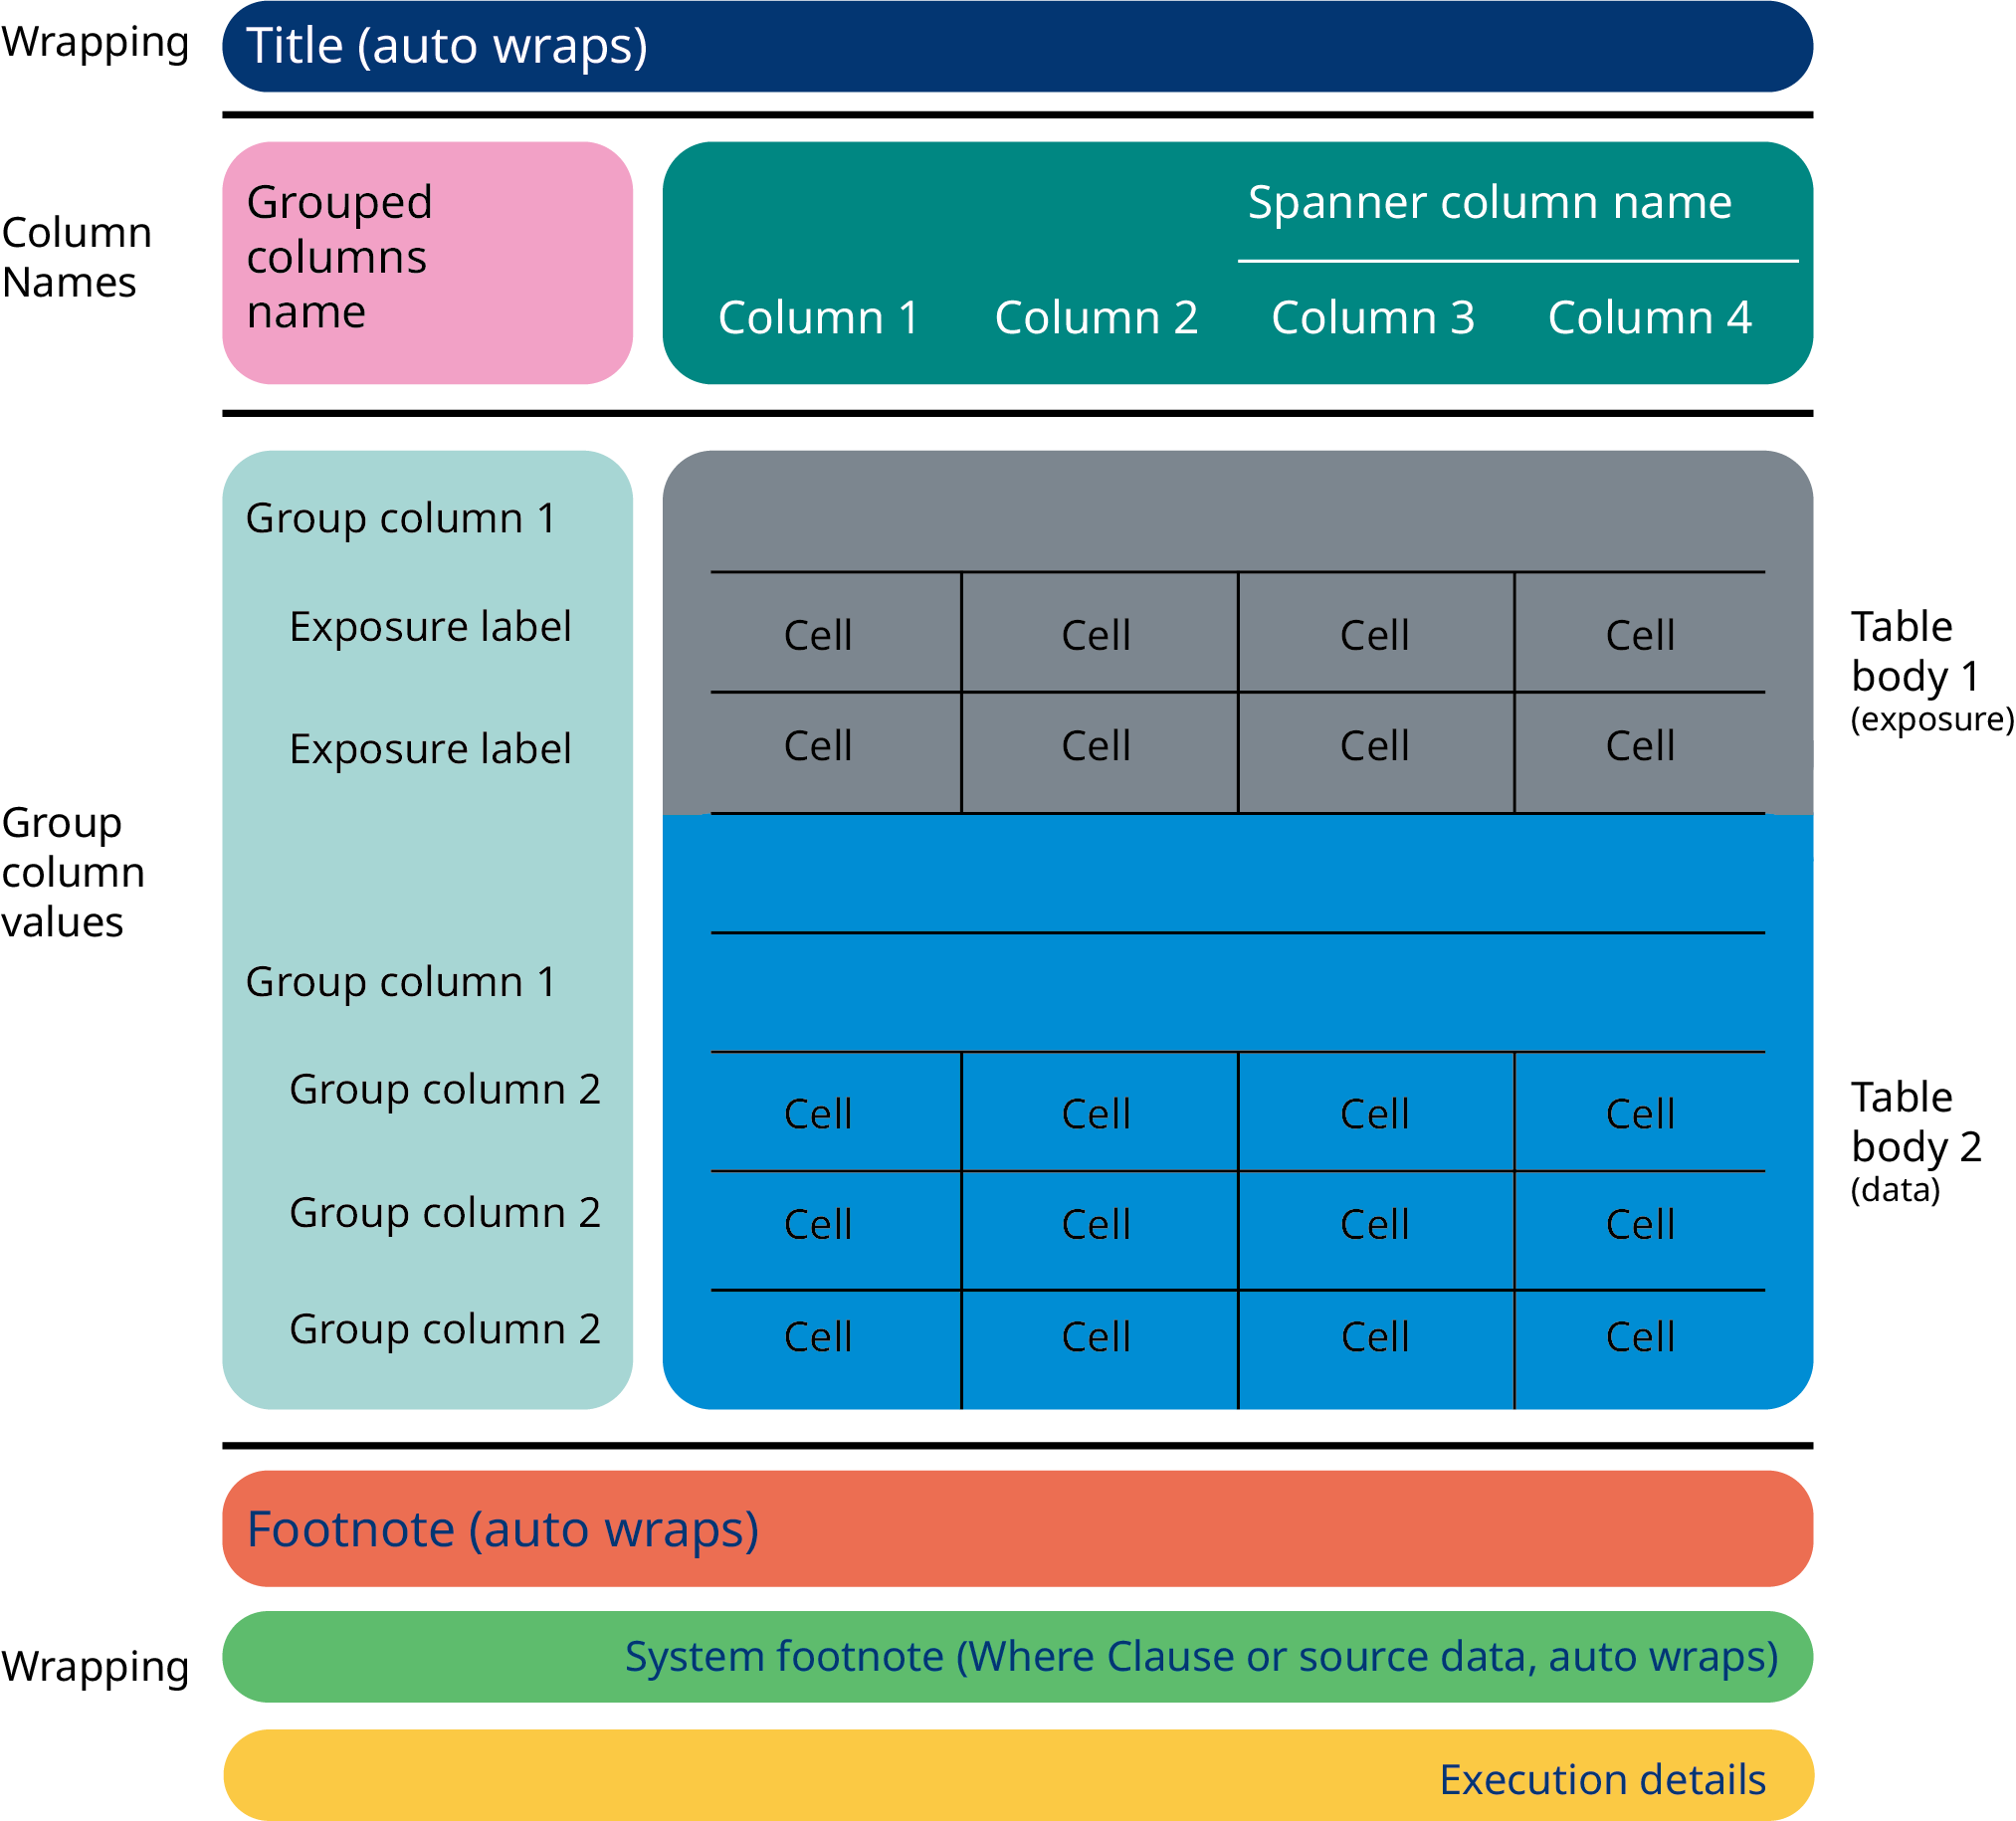 Wrapping
Title (auto wraps)
Column
Names
Grouped
columns
name
Spanner column name
Column 1 Column 2 Column 3 Column 4
Group
column
values
Group column 1
Exposure label
Cell Cell Cell Cell
Exposure label
Cell Cell Cell Cell
Table
body 1
(exposure)
Group column 1
Group column 2
Cell Cell Cell Cell
Group column 2
Cell Cell Cell Cell
Group column 2
Cell Cell Cell Cell
Table
body 2
(data)
Footnote (auto wraps)
Wrapping
System footnote (Where Clause or source data, auto wraps)
Execution details